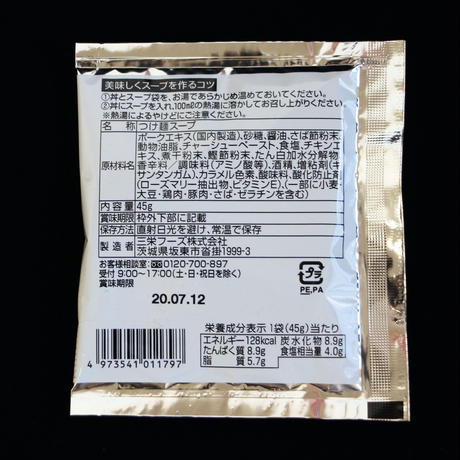 美味しくスープを作るコツ
①丼とスープ袋を、お湯であらかじめ温めておいてください。
②丼にスープを入れ、100mlの熱湯に溶かしてお召し上がりください。
(熱湯によるやけどにご注意ください。)
名称 つけ麺スープ
原材料名 ポークエキス(国内製造)、砂糖、醤油、さば節粉末、
動物油脂、チャーシューペースト、食塩、チキンエ
キス、煮干粉末、鰹節粉末、たん白加水分解物、
香辛料/調味料(アミノ酸等)、酒精、増粘剤(キ
サンタンガム)、カラメル色素、酸味料、酸化防止剤
(ローズマリー抽出物、ビタミンE)、(一部に小麦・
大豆・鶏肉・豚肉・さば・ゼラチンを含む)
内容量 45g
賞味期限 枠外下部に記載
保存方法 直射日光を避け、常温で保存
製造者 三栄フーズ株式会社
茨城県坂東市沓掛1999-3
お客様相談室:0120-700-897
受付 9:00~17:00(土・日・祝日を除く)
賞味期限
20.07.12
プラ
PE,PA
栄養成分表示 1袋(45g)当たり
エネルギー 128kcal 炭水化物 8.9g
たんぱく質 8.9g 食塩相当量 4.0g
脂質 5.7g
4 973541 011797